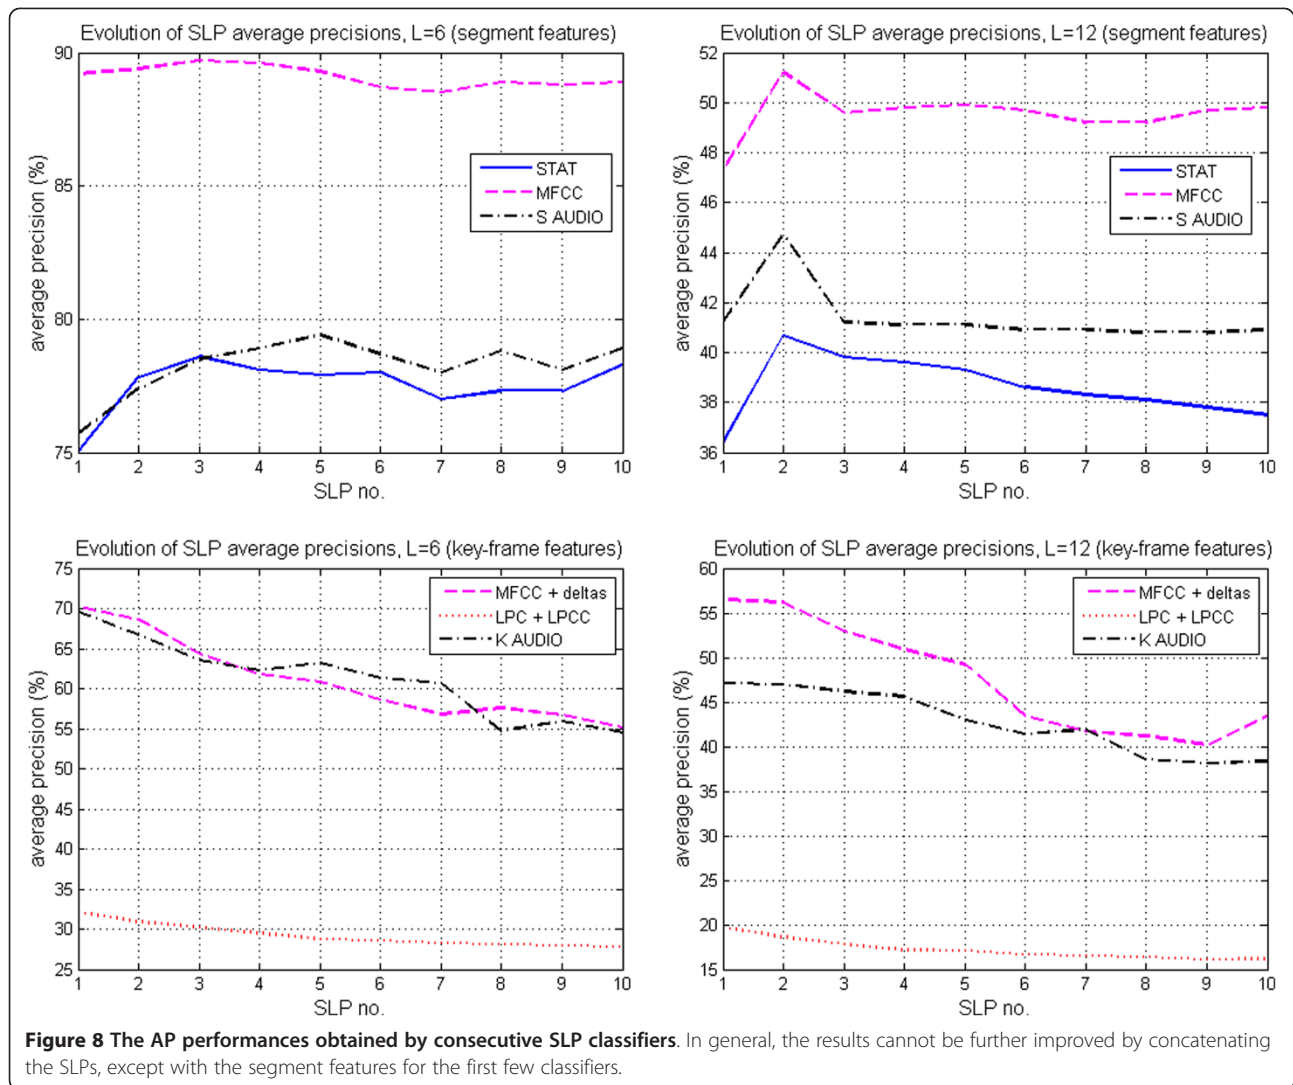 Evolution of SLP average precisions, L=6 (segment features)
90
85
80
75
average precision (%)
STAT
MFCC
S AUDIO
1 2 3 4 5 6 7 8 9 10
SLP no.
Evolution of SLP average precisions, L=12 (segment features)
52
50
48
46
44
42
40
38
36
average precision (%)
STAT
MFCC
S AUDIO
1 2 3 4 5 6 7 8 9 10
SLP no.
Evolution of SLP average precisions, L=6 (key-frame features)
75
70
65
60
55
50
45
40
35
30
25
average precision (%)
MFCC + deltas
LPC + LPCC
K AUDIO
1 2 3 4 5 6 7 8 9 10
SLP no.
Evolution of SLP average precisions, L=12 (key-frame features)
60
55
50
45
40
35
30
25
20
15
average precision (%)
MFCC + deltas
LPC + LPCC
K AUDIO
1 2 3 4 5 6 7 8 9 10
SLP no.
Figure 8 The AP performances obtained by consecutive SLP classifiers. In general, the results cannot be further improved by concatenating
the SLPs, except with the segment features for the first few classifiers.